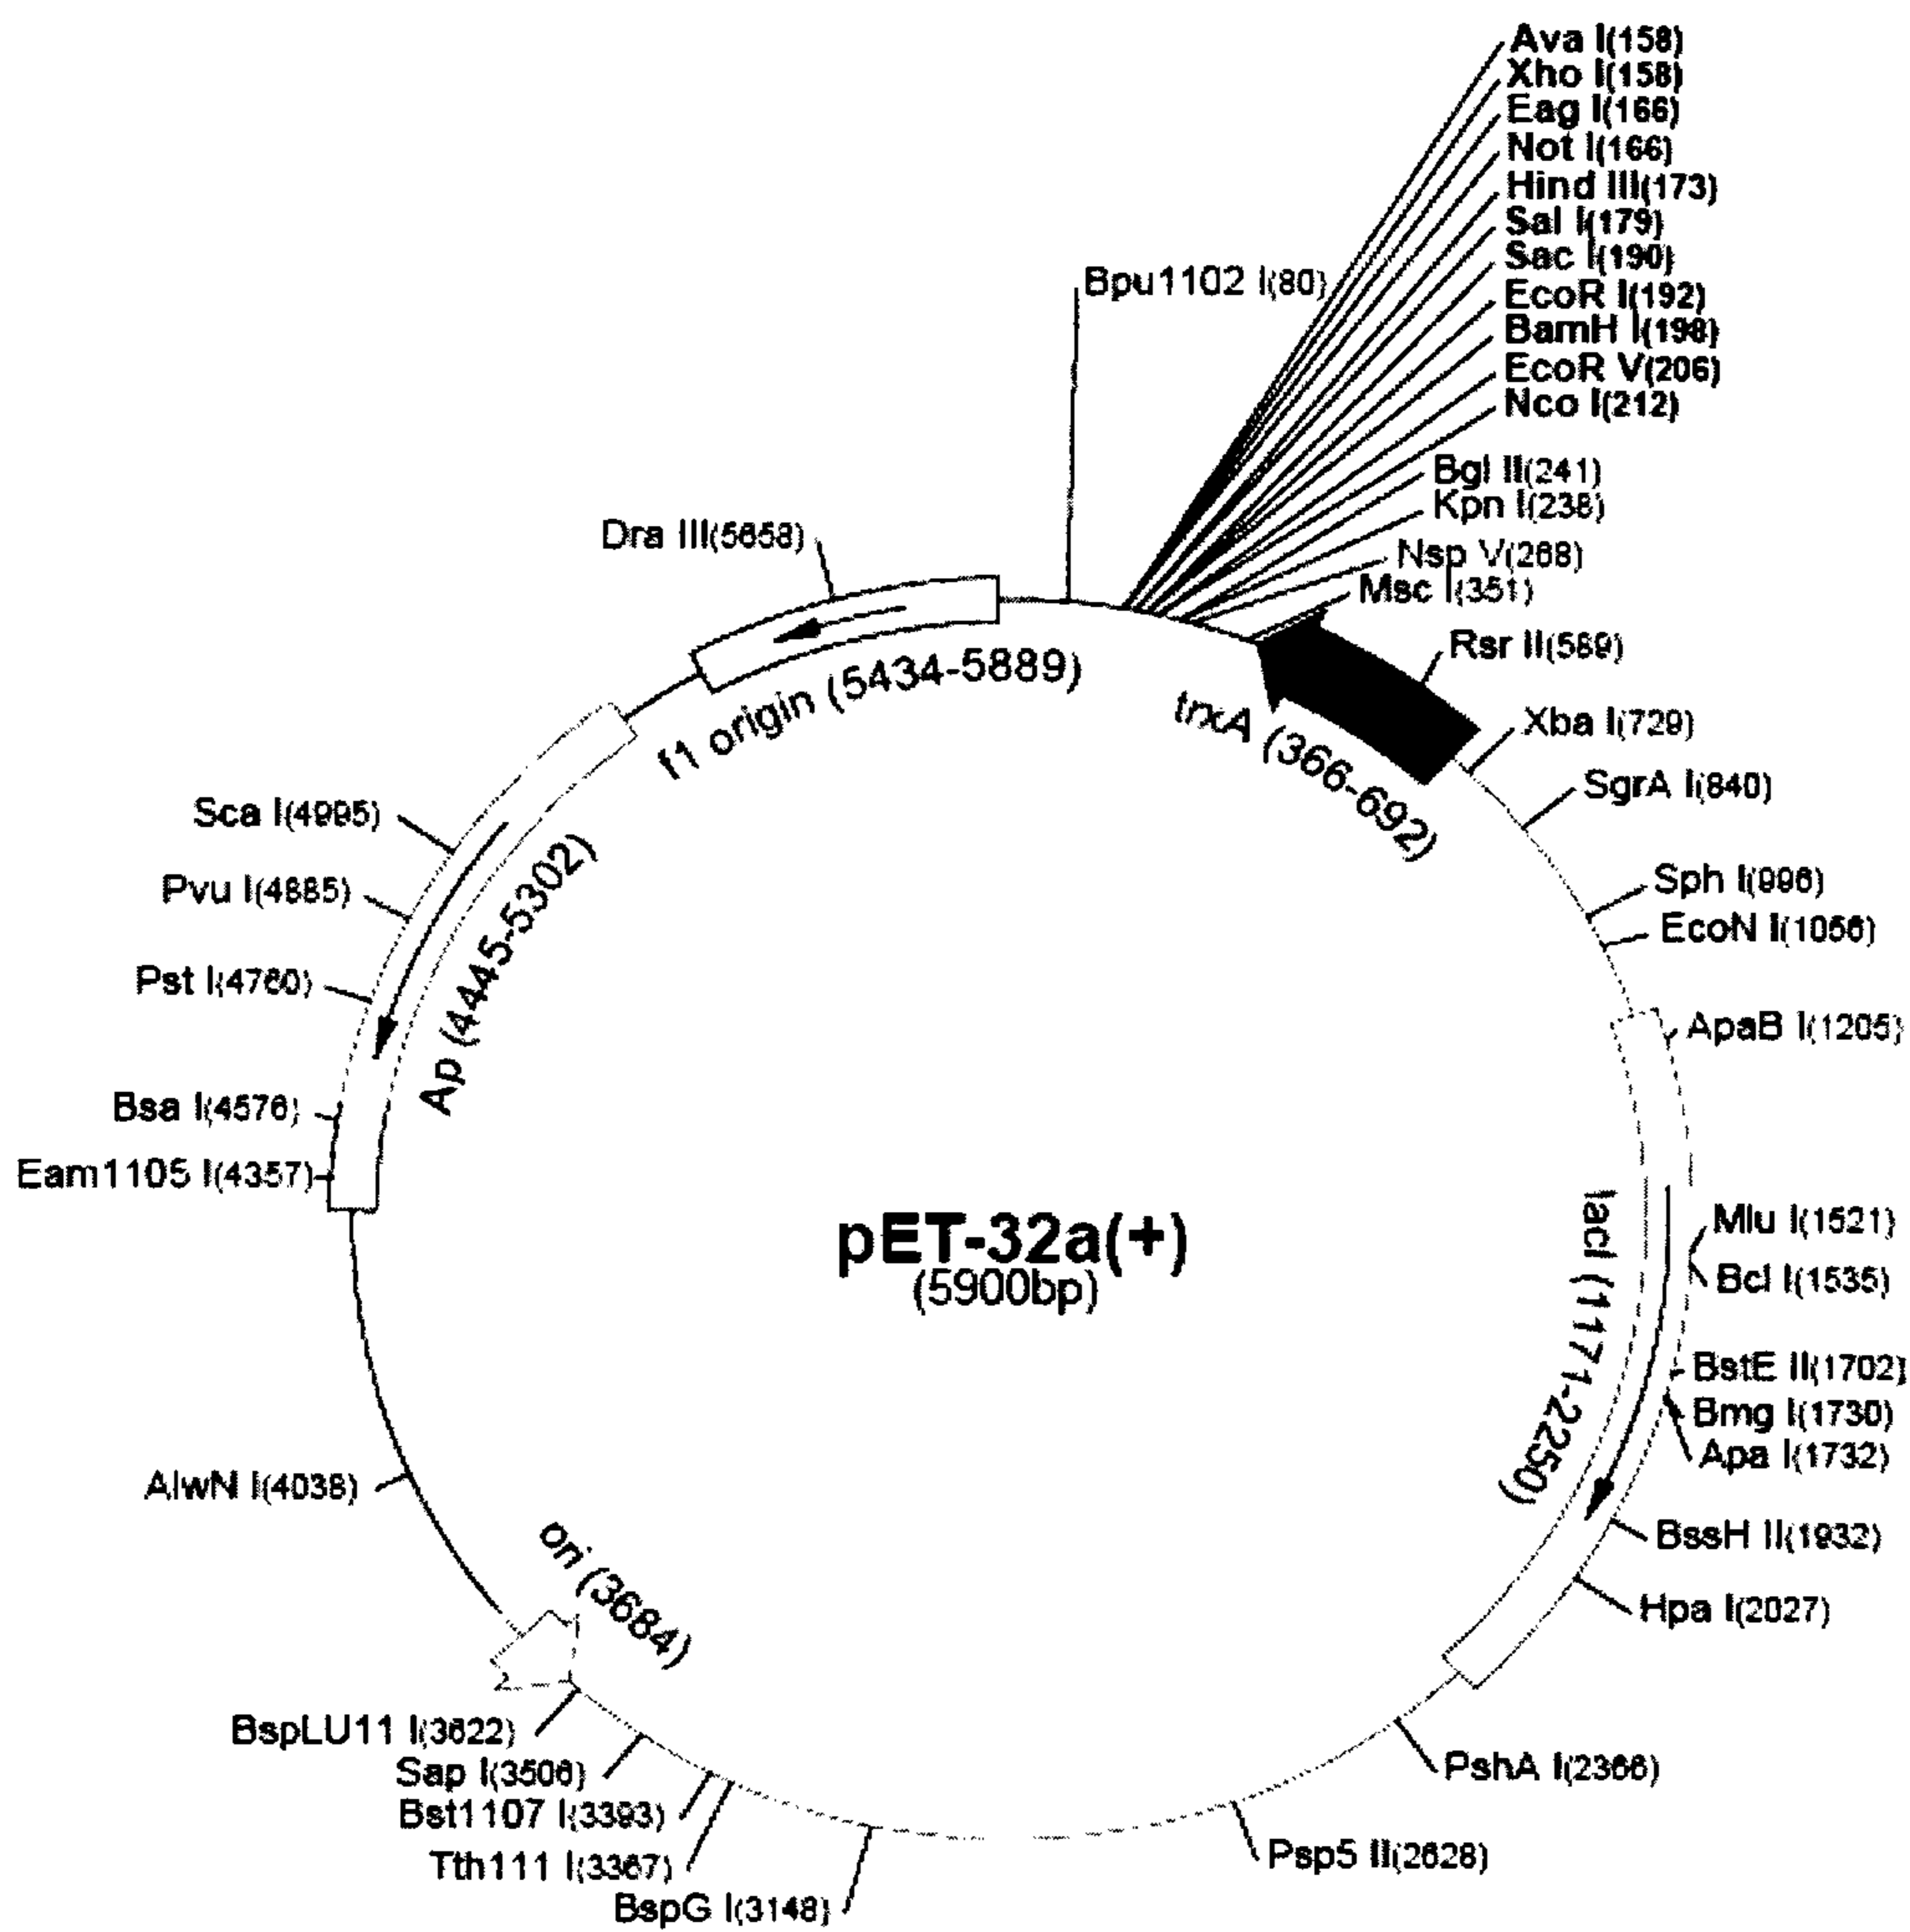 Ava I(158)
Xho I(158)
Eag I(166)
Not I(166)
Hind III(173)
Sal I(179)
Sac I(190)
EcoR I(192)
BamH I(198)
EcoR V(206)
Nco I(212)
Bpu1102 I(80)
Bgl II(241)
Kpn I(238)
Nsp V(268)
Msc I(351)
Rsr II(589)
Xba I(729)
SgrA I(840)
Sph I(996)
EcoN I(1056)
ApaB I(1205)
Mlu I(1521)
Bcl I(1535)
BstE II(1702)
Bmg I(1730)
Apa I(1732)
BssH II(1932)
Hpa I(2027)
PshA I(2366)
Psp5 II(2628)
BspG I(3148)
Tth111 I(3367)
Bst1107 I(3393)
Sap I(3506)
BspLU11 I(3622)
AlwN I(4038)
Eam1105 I(4357)
Bsa I(4576)
Pst I(4760)
Pvu I(4885)
Sca I(4995)
Dra III(5658)
f1 origin (5434-5889)
trxA (366-692)
lacI (1171-2250)
ori (3684)
Ap (4445-5302)
pET-32a(+)
(5900bp)